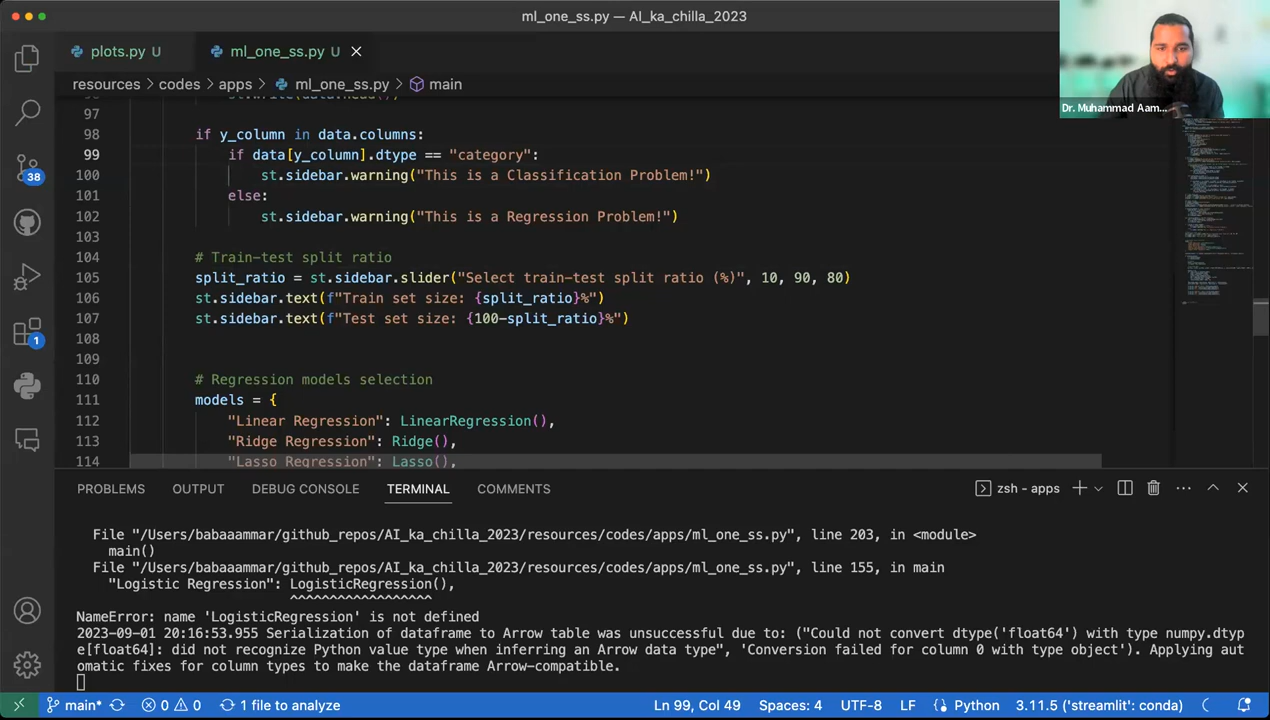 ml_one_ss.py — AI_ka_chilla_2023
plots.py U
ml_one_ss.py U
resources > codes > apps > ml_one_ss.py > main
Dr. Muhammad Aam...
97
98 if y_column in data.columns:
99 if data[y_column].dtype == "category":
100 st.sidebar.warning("This is a Classification Problem!")
101 else:
102 st.sidebar.warning("This is a Regression Problem!")
103
104 # Train-test split ratio
105 split_ratio = st.sidebar.slider("Select train-test split ratio (%)", 10, 90, 80)
106 st.sidebar.text(f"Train set size: {split_ratio}%")
107 st.sidebar.text(f"Test set size: {100-split_ratio}%")
108
109
110 # Regression models selection
111 models = {
112 "Linear Regression": LinearRegression(),
113 "Ridge Regression": Ridge(),
114 "Lasso Regression": Lasso(),
38
1
PROBLEMS OUTPUT DEBUG CONSOLE TERMINAL COMMENTS
zsh - apps
File "/Users/babaaammar/github_repos/AI_ka_chilla_2023/resources/codes/apps/ml_one_ss.py", line 203, in <module>
main()
File "/Users/babaaammar/github_repos/AI_ka_chilla_2023/resources/codes/apps/ml_one_ss.py", line 155, in main
"Logistic Regression": LogisticRegression(),
^^^^^^^^^^^^^^^^^^
NameError: name 'LogisticRegression' is not defined
2023-09-01 20:16:53.955 Serialization of dataframe to Arrow table was unsuccessful due to: ("Could not convert dtype('float64') with type numpy.dtyp
e[float64]: did not recognize Python value type when inferring an Arrow data type", 'Conversion failed for column 0 with type object'). Applying aut
omatic fixes for column types to make the dataframe Arrow-compatible.
main* 0 0 1 file to analyze Ln 99, Col 49 Spaces: 4 UTF-8 LF Python 3.11.5 ('streamlit': conda)